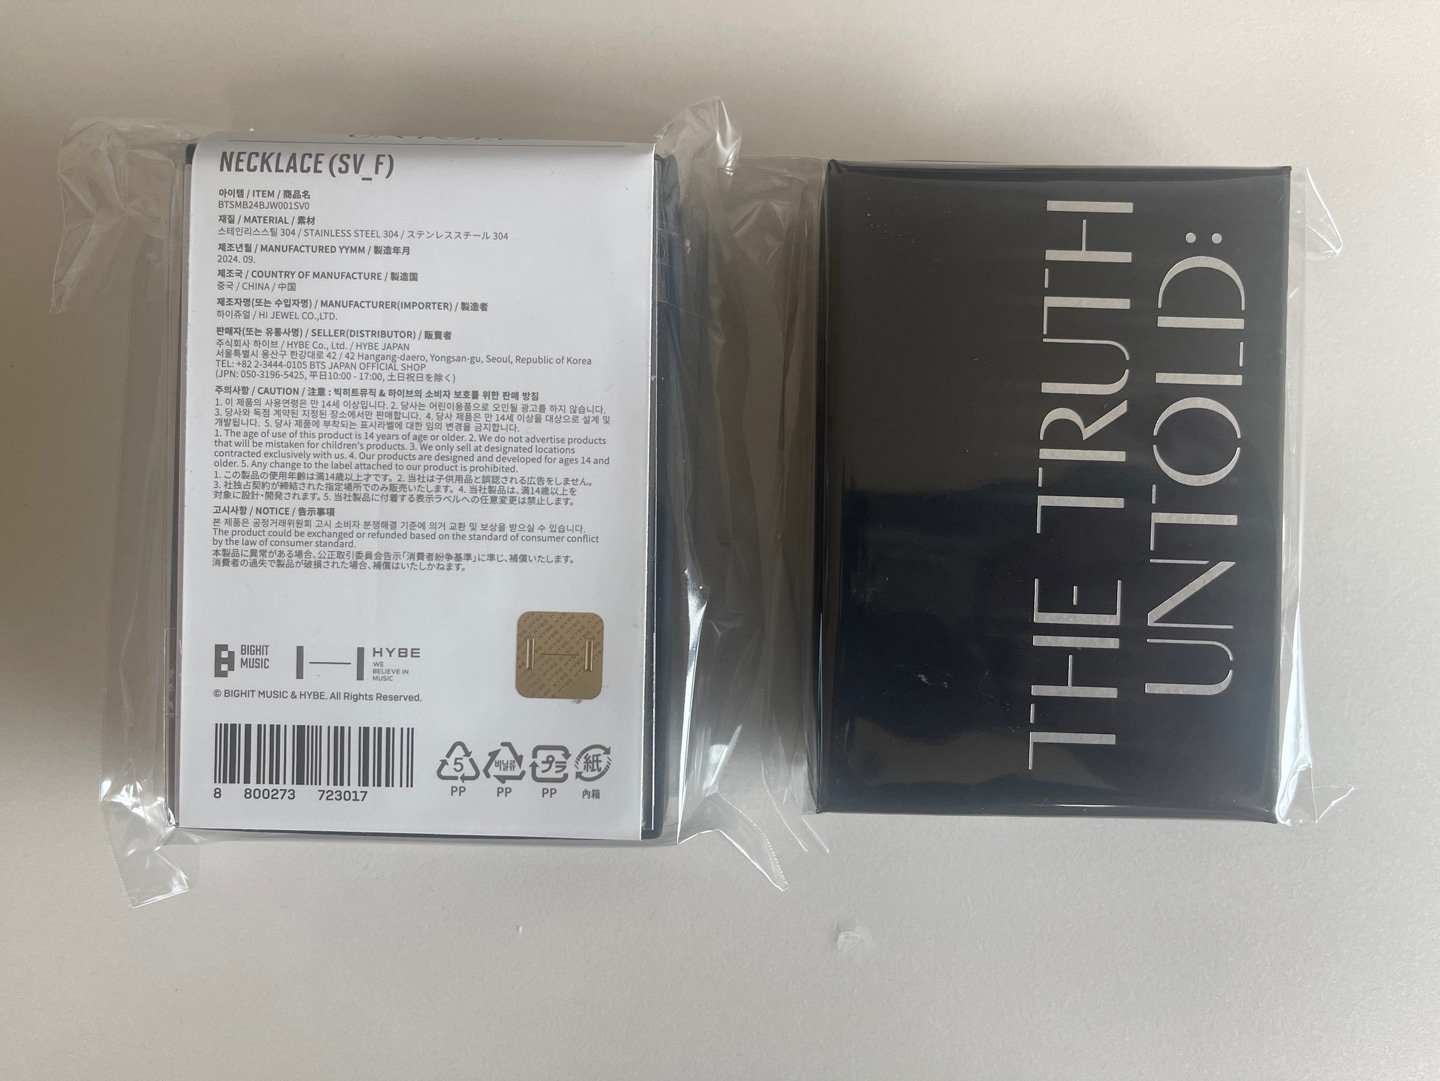 NECKLACE (SV_F)
아이템 / ITEM / 商品名
BTSMB24BJW001SV0
재질 / MATERIAL / 素材
스테인리스스틸 304 / STAINLESS STEEL 304 / ステンレススチール 304
제조년월 / MANUFACTURED YYMM / 製造年月
2024. 09.
제조국 / COUNTRY OF MANUFACTURE / 製造国
중국 / CHINA / 中国
제조자명(또는 수입자명) / MANUFACTURER(IMPORTER) / 製造者
하이쥬얼 / HI JEWEL CO.,LTD.
판매자(또는 유통사명) / SELLER(DISTRIBUTOR) / 販賣者
주식회사 하이브 / HYBE Co., Ltd. / HYBE JAPAN
서울특별시 용산구 한강대로 42 / 42 Hangang-daero, Yongsan-gu, Seoul, Republic of Korea
TEL: +82 2-3444-0105 BTS JAPAN OFFICIAL SHOP
(JPN: 050-3196-5425, 平日10:00 - 17:00, 土日祝日を除く)
주의사항 / CAUTION / 注意 : 빅히트뮤직 & 하이브의 소비자 보호를 위한 판매 방침
1. 이 제품의 사용연령은 만 14세 이상입니다. 2. 당사는 어린이용품으로 오인될 광고를 하지 않습니다.
3. 당사와 독점 계약된 지정된 장소에서만 판매합니다. 4. 당사 제품은 만 14세 이상을 대상으로 설계 및
개발됩니다. 5. 당사 제품에 부착되는 표시라벨에 대한 임의 변경을 금지합니다.
1. The age of use of this product is 14 years of age or older. 2. We do not advertise products
that will be mistaken for children's products. 3. We only sell at designated locations
contracted exclusively with us. 4. Our products are designed and developed for ages 14 and
older. 5. Any change to the label attached to our product is prohibited.
1. この製品の使用年齢は満14歳以上才です。2. 当社は子供用品と誤認される広告をしません。
3. 社独占契約が締結された指定場所でのみ販売いたします。4. 当社製品は、満14歳以上を
対象に設計・開発されます。5. 当社製品に付着する表示ラベルへの任意変更は禁止します。
고시사항 / NOTICE / 告示事項
본 제품은 공정거래위원회 고시 소비자 분쟁해결 기준에 의거 교환 및 보상을 받으실 수 있습니다.
The product could be exchanged or refunded based on the standard of consumer conflict
by the law of consumer standard.
本製品に異常がある場合、公正取引委員会告示「消費者紛争基準」に準じ、補償いたします。
消費者の過失で製品が破損された場合、補償はいたしかねます。
BIGHIT
MUSIC
HYBE
WE
BELIEVE IN
MUSIC
© BIGHIT MUSIC & HYBE. All Rights Reserved.
8 800273 723017
5
PP
비닐류
PP
プラ
PP
紙
内箱
THE TRUTH
UNTOLD: